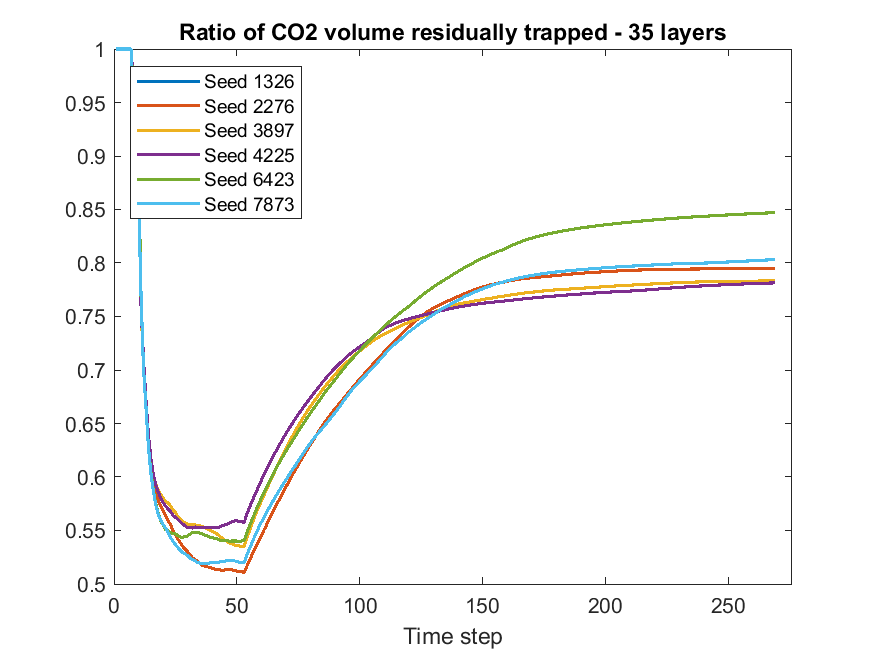 Ratio of CO2 volume residually trapped - 35 layers
1
0.95
0.9
0.85
0.8
0.75
0.7
0.65
0.6
0.55
0.5
Seed 1326
Seed 2276
Seed 3897
Seed 4225
Seed 6423
Seed 7873
0 50 100 150 200 250
Time step